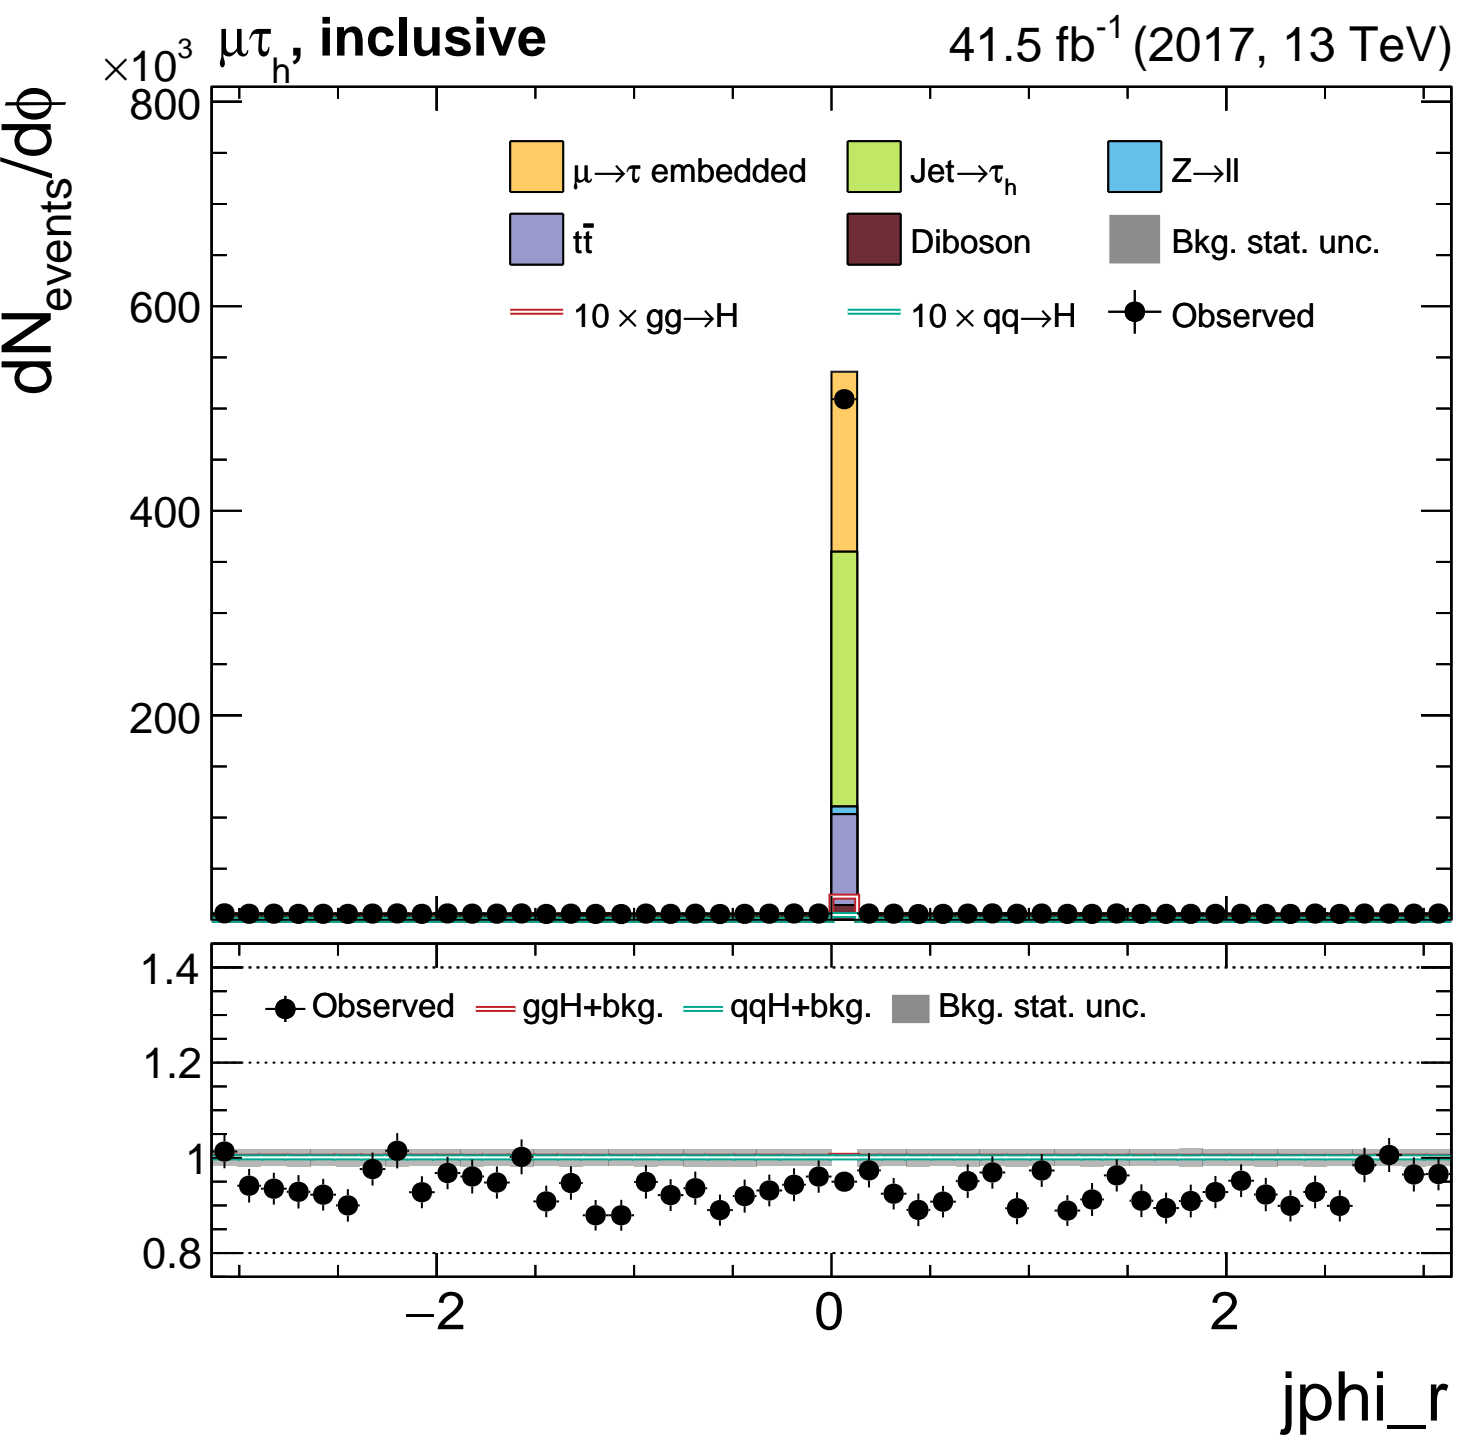 ×10³ μτₕ, inclusive 41.5 fb⁻¹ (2017, 13 TeV)
dN_events/dϕ
800
600
400
200
μ→τ embedded Jet→τₕ Z→ll
tt̄ Diboson Bkg. stat. unc.
10 × gg→H 10 × qq→H Observed
1.4
1.2
1
0.8
Observed ggH+bkg. qqH+bkg. Bkg. stat. unc.
−2 0 2
jphi_r